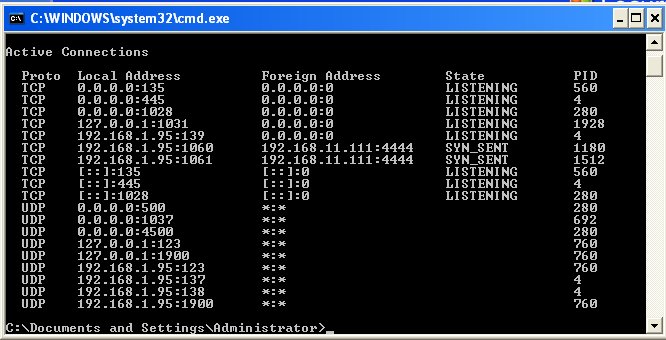 C:\WINDOWS\system32\cmd.exe
Active Connections
Proto  Local Address          Foreign Address        State           PID
TCP    0.0.0.0:135            0.0.0.0:0              LISTENING       560
TCP    0.0.0.0:445            0.0.0.0:0              LISTENING       4
TCP    0.0.0.0:1028           0.0.0.0:0              LISTENING       280
TCP    127.0.0.1:1031         0.0.0.0:0              LISTENING       1928
TCP    192.168.1.95:139       0.0.0.0:0              LISTENING       4
TCP    192.168.1.95:1060      192.168.11.111:4444    SYN_SENT        1180
TCP    192.168.1.95:1061      192.168.11.111:4444    SYN_SENT        1512
TCP    [::]:135               [::]:0                 LISTENING       560
TCP    [::]:445               [::]:0                 LISTENING       4
TCP    [::]:1028              [::]:0                 LISTENING       280
UDP    0.0.0.0:500            *:*                                    280
UDP    0.0.0.0:1037           *:*                                    692
UDP    0.0.0.0:4500           *:*                                    280
UDP    127.0.0.1:123          *:*                                    760
UDP    127.0.0.1:1900         *:*                                    760
UDP    192.168.1.95:123       *:*                                    760
UDP    192.168.1.95:137       *:*                                    4
UDP    192.168.1.95:138       *:*                                    4
UDP    192.168.1.95:1900      *:*                                    760
C:\Documents and Settings\Administrator>_